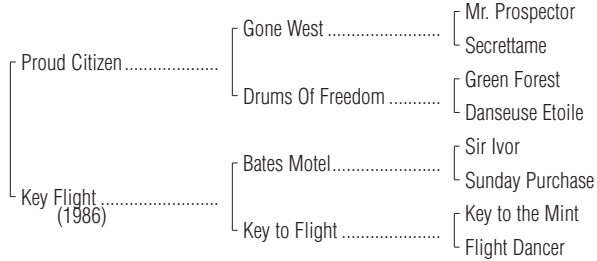 Mr. Prospector
Gone West ........................
Secrettame
Proud Citizen ....................
Green Forest
Drums Of Freedom ...........
Danseuse Etoile
Sir Ivor
Bates Motel.......................
Sunday Purchase
Key Flight .........................
(1986)
Key to the Mint
Key to Flight .....................
Flight Dancer